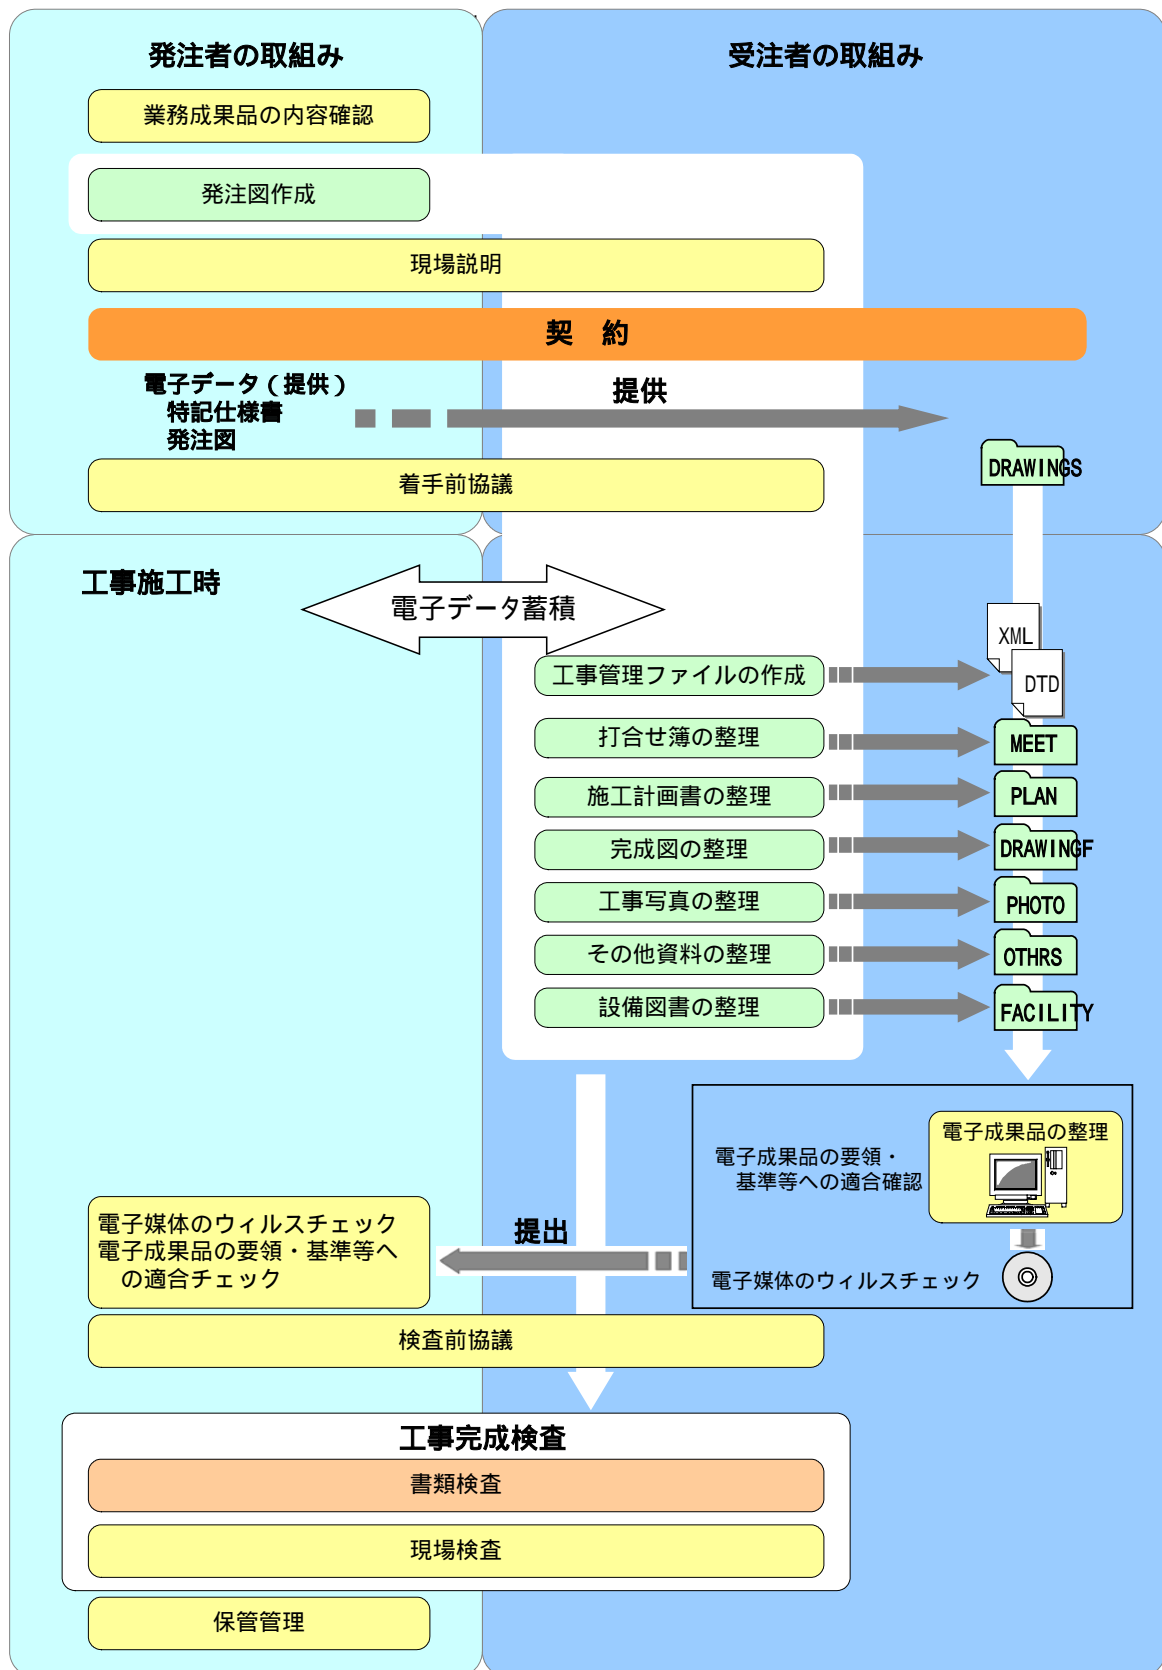 発注者の取組み
受注者の取組み
業務成果品の内容確認
発注図作成
現場説明
契　約
電子データ（提供）
特記仕様書
発注図
提供
DRAWINGS
着手前協議
工事施工時
電子データ蓄積
XML
DTD
工事管理ファイルの作成
打合せ簿の整理
MEET
施工計画書の整理
PLAN
完成図の整理
DRAWINGF
工事写真の整理
PHOTO
その他資料の整理
OTHRS
設備図書の整理
FACILITY
電子成果品の整理
電子成果品の要領・
基準等への適合確認
電子媒体のウィルスチェック
提出
電子媒体のウィルスチェック
電子成果品の要領・基準等へ
の適合チェック
検査前協議
工事完成検査
書類検査
現場検査
保管管理